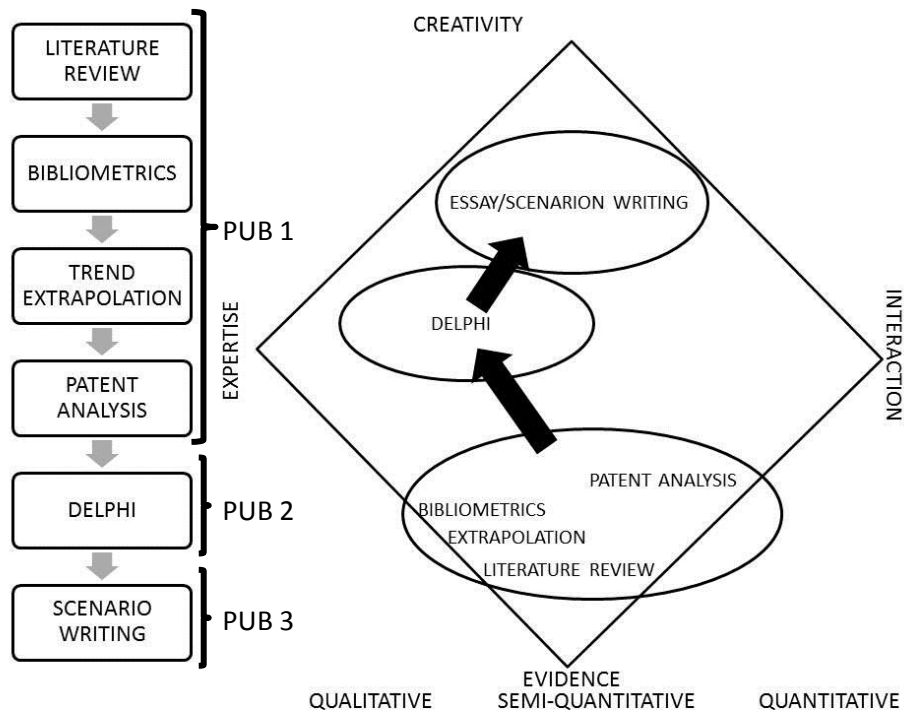 LITERATURE
REVIEW
BIBLIOMETRICS
TREND
EXTRAPOLATION
PATENT
ANALYSIS
DELPHI
SCENARIO
WRITING
PUB 1
PUB 2
PUB 3
CREATIVITY
EXPERTISE
INTERACTION
ESSAY/SCENARION WRITING
DELPHI
PATENT ANALYSIS
BIBLIOMETRICS
EXTRAPOLATION
LITERATURE REVIEW
EVIDENCE
QUALITATIVE SEMI-QUANTITATIVE QUANTITATIVE